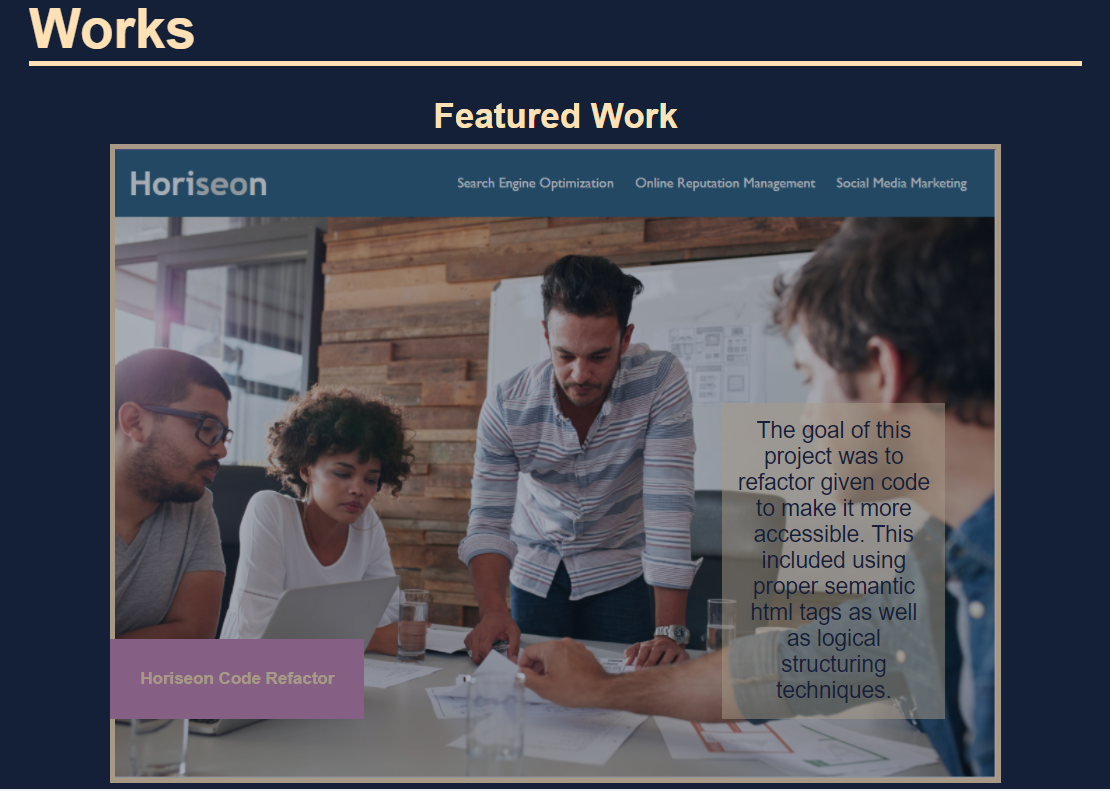 Works
Featured Work
Horiseon
Search Engine Optimization Online Reputation Management Social Media Marketing
The goal of this
project was to
refactor given code
to make it more
accessible. This
included using
proper semantic
html tags as well
as logical
structuring
techniques.
Horiseon Code Refactor